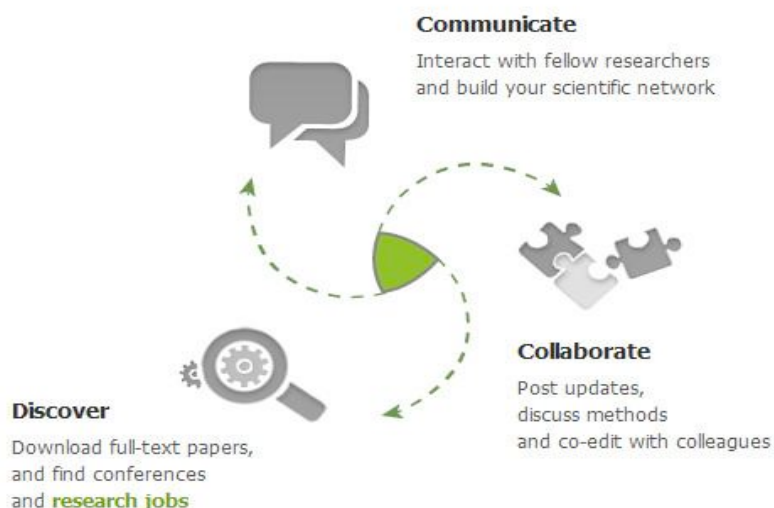 Communicate
Interact with fellow researchers
and build your scientific network
Collaborate
Post updates,
discuss methods
and co-edit with colleagues
Discover
Download full-text papers,
and find conferences
and research jobs